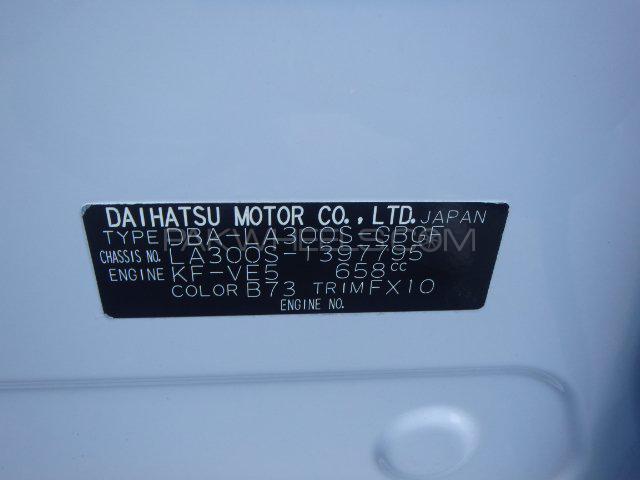 DAIHATSU MOTOR CO., LTD. JAPAN
TYPE DBA-LA300S-GBGF
CHASSIS NO. LA300S-1397795
ENGINE KF-VE5 658CC
COLOR B73 TRIM FX10
ENGINE NO.